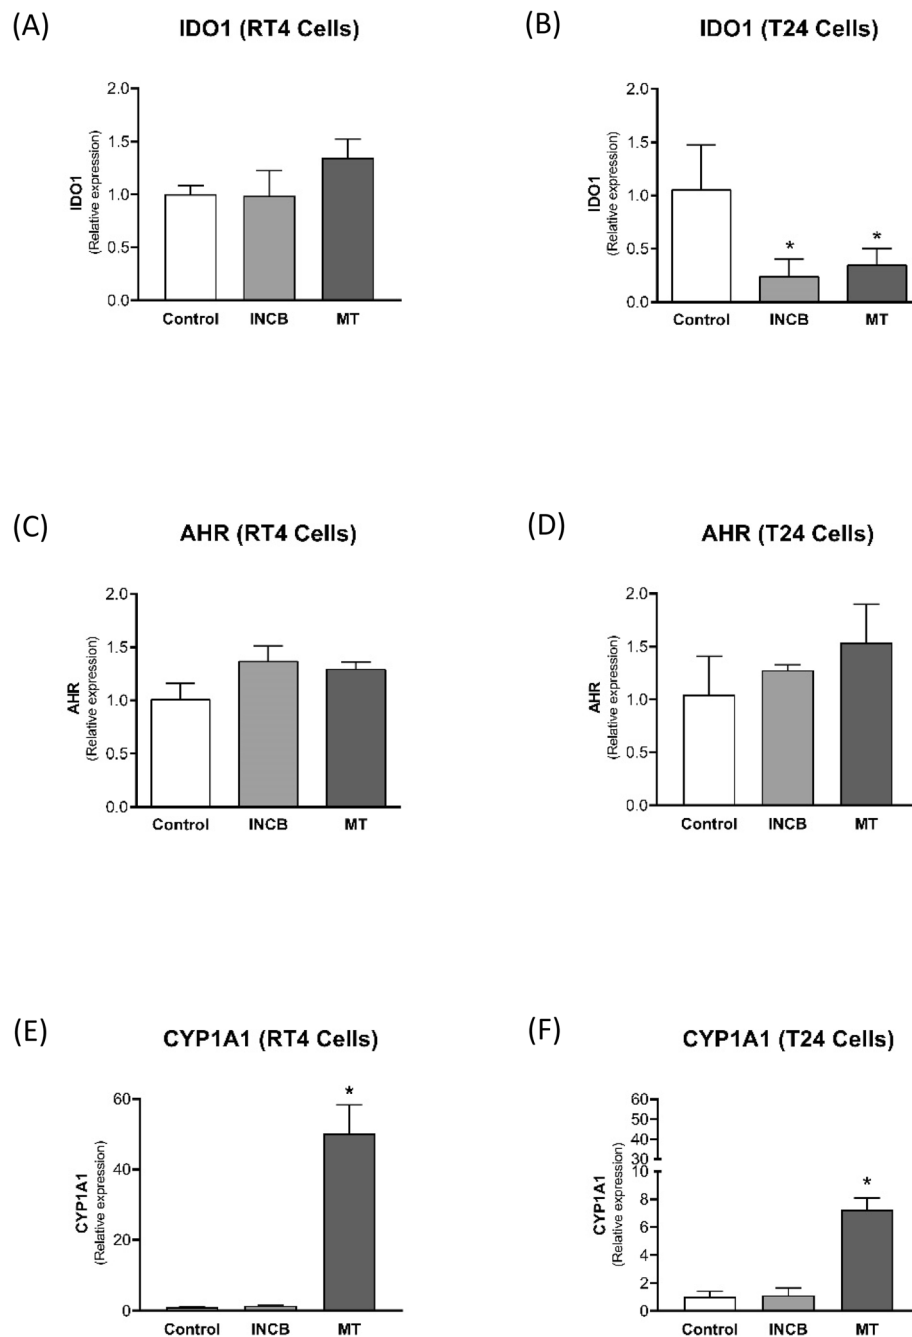 (A)
IDO1 (RT4 Cells)
IDO1
(Relative expression)
2.0
1.5
1.0
0.5
0.0
Control INCB MT
(B)
IDO1 (T24 Cells)
IDO1
(Relative expression)
2.0
1.5
1.0
0.5
0.0
* *
Control INCB MT
(C)
AHR (RT4 Cells)
AHR
(Relative expression)
2.0
1.5
1.0
0.5
0.0
Control INCB MT
(D)
AHR (T24 Cells)
AHR
(Relative expression)
2.0
1.5
1.0
0.5
0.0
Control INCB MT
(E)
CYP1A1 (RT4 Cells)
CYP1A1
(Relative expression)
60
40
20
0
*
Control INCB MT
(F)
CYP1A1 (T24 Cells)
CYP1A1
(Relative expression)
60
50
40
30
10
8
6
4
2
0
*
Control INCB MT